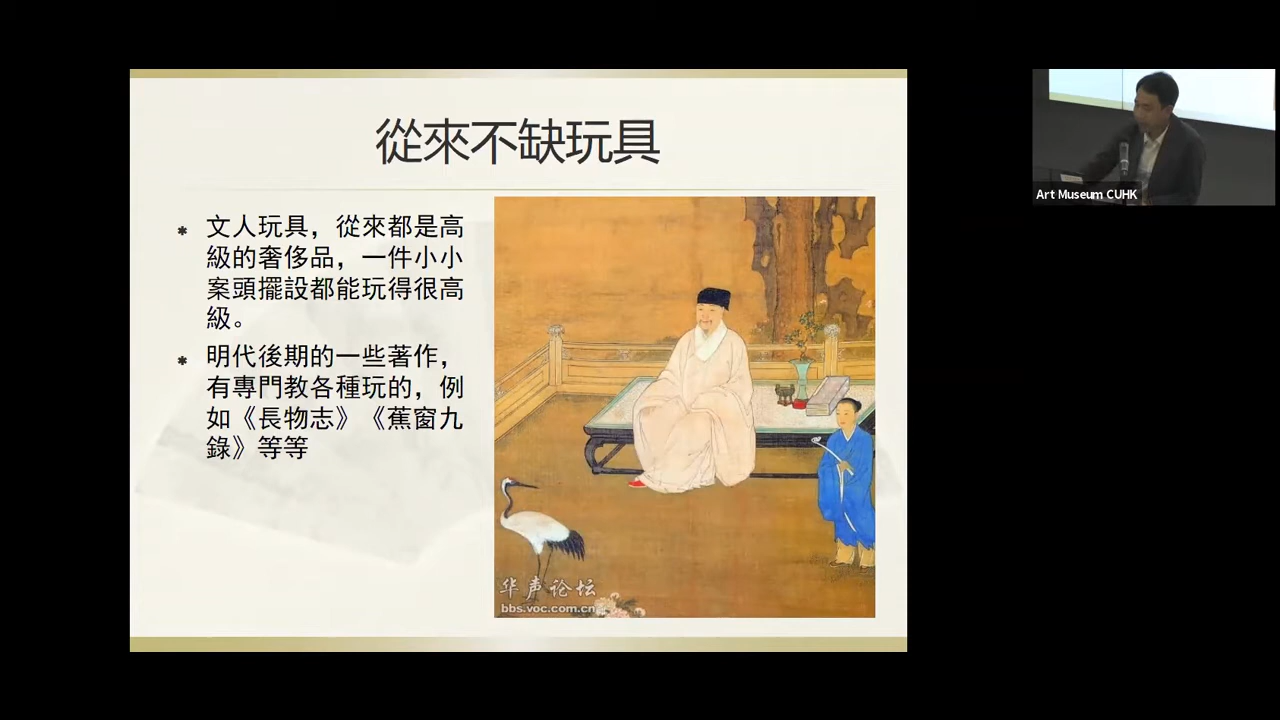 從來不缺玩具
文人玩具，從來都是高
級的奢侈品，一件小小
案頭擺設都能玩得很高
級。
明代後期的一些著作，
有專門教各種玩的，例
如《長物志》《蕉窗九
錄》等等
华声论坛
bbs.voc.com.cn
Art Museum CUHK